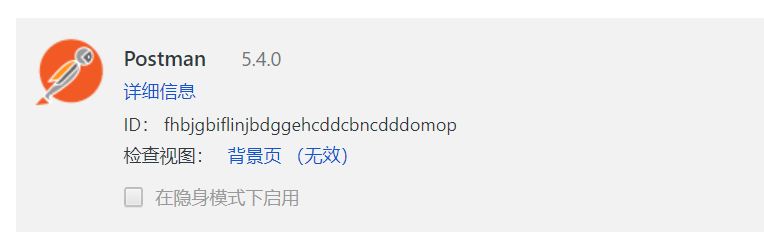 Postman 5.4.0
详细信息
ID： fhbjgbiflinjbdggehcddcbncdddomop
检查视图： 背景页 （无效）
在隐身模式下启用